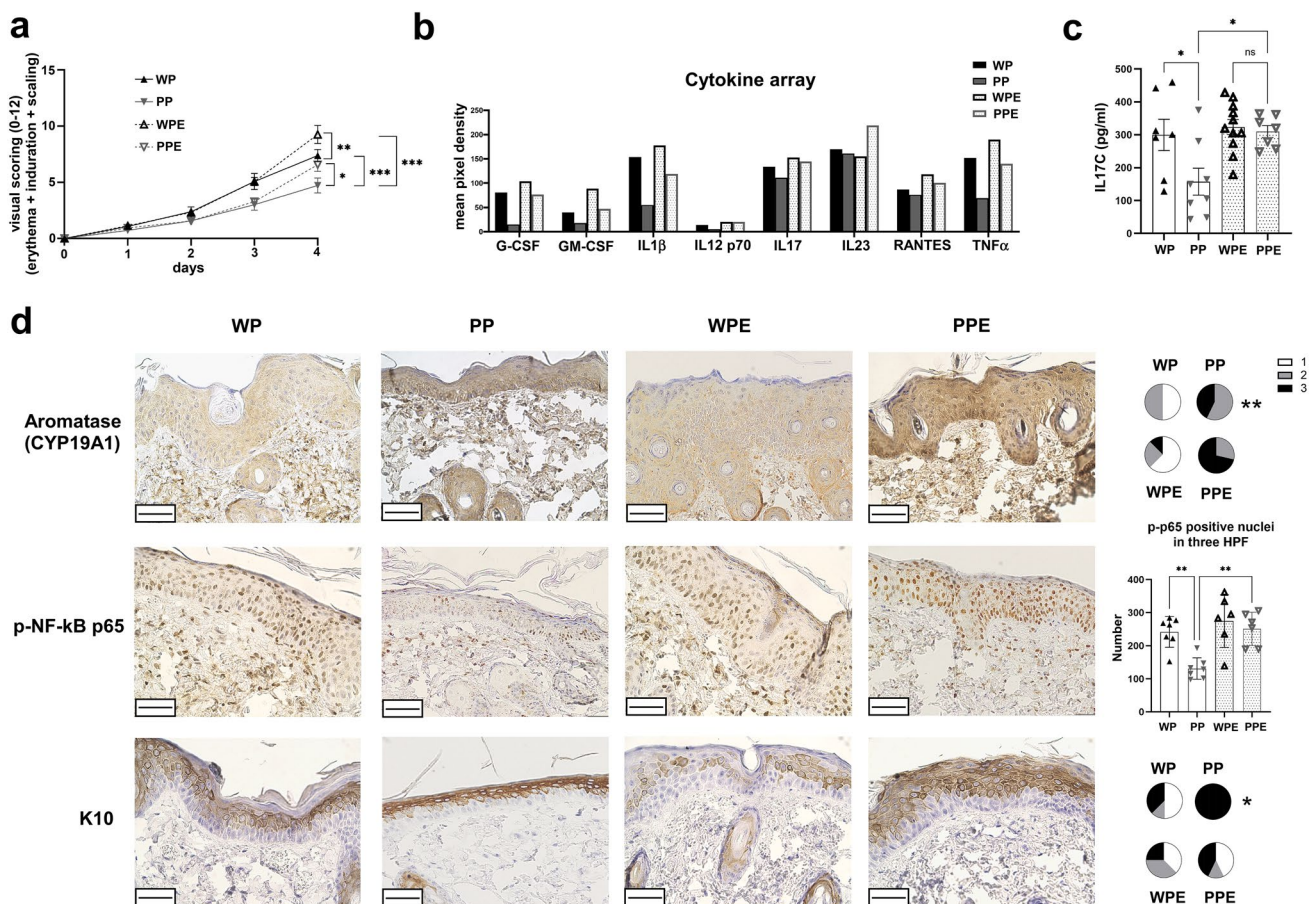 a
visual scoring (0-12)
(erythema + induration + scaling)
15
10
5
0
0
1
2
3
4
days
WP
PP
WPE
PPE
**
*
***
***
b
Cytokine array
mean pixel density
250
200
150
100
50
0
G-CSF
GM-CSF
IL1β
IL12 p70
IL17
IL23
RANTES
TNFα
WP
PP
WPE
PPE
c
IL17C (pg/ml)
500
400
300
200
100
0
*
*
ns
WP
PP
WPE
PPE
d
WP
PP
WPE
PPE
Aromatase
(CYP19A1)
WP
PP
**
WPE
PPE
1
2
3
p-NF-kB p65
p-p65 positive nuclei
in three HPF
Number
400
300
200
100
0
**
**
WP
PP
WPE
PPE
K10
WP
PP
*
WPE
PPE